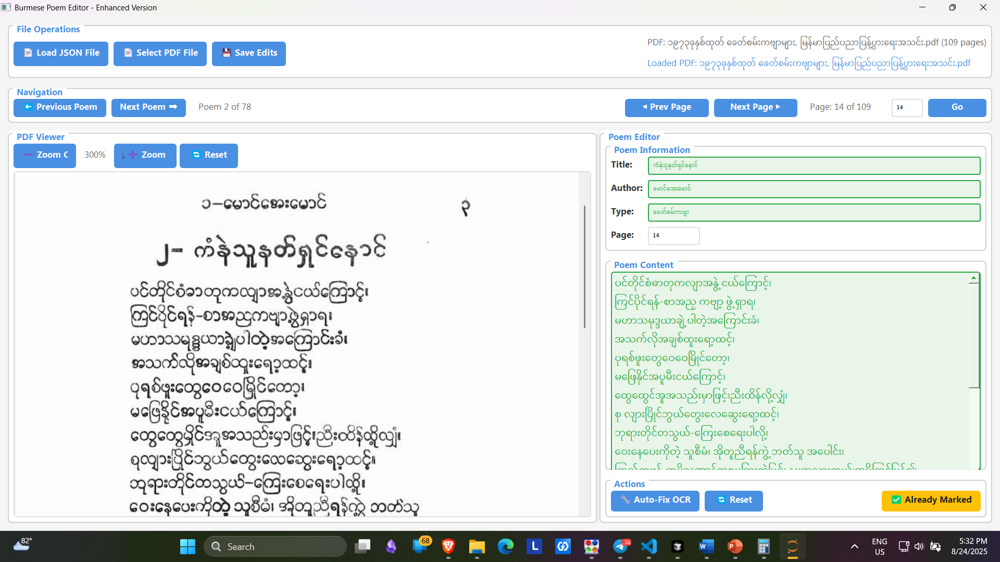 Burmese Poem Editor - Enhanced Version
File Operations
Load JSON File
Select PDF File
Save Edits
PDF: ၁၉၇၃ခုနှစ်ထုတ် ခေတ်စမ်းကဗျာများ, မြန်မာပြည်ပညာပြန့်ပွားရေးအသင်း.pdf (109 pages)
Loaded PDF: ၁၉၇၃ခုနှစ်ထုတ် ခေတ်စမ်းကဗျာများ, မြန်မာပြည်ပညာပြန့်ပွားရေးအသင်း.pdf
Navigation
Previous Poem
Next Poem
Poem 2 of 78
Prev Page
Next Page
Page: 14 of 109
14
Go
PDF Viewer
Zoom C
300%
Zoom
Reset
၁–မောင်အေးမောင်
၃
၂– ကံနဲသူနတ်ရှင်နောင်
ပင်တိုင်စံဓာတုကလျာအနွဲ့ငယ်ကြောင့်၊
ကြင်ပိုင်ရန်–စာအညကဗျာ့ဖွဲ့ရှာရ၊
မဟာသမုဒ္ဒယာချဲ့ပါတဲ့အကြောင်းခံ၊
အသက်လိုအချစ်ထူးရော့ထင့်၊
ပုရစ်ဖူးတွေဝေဝေမြိုင်တော့၊
မဖြေနိုင်အပူမီးငယ်ကြောင့်၊
တွေတွေမှိုင်အူအသည်းမှာဖြင့်၊ညီးထိန်ထို့လျှံ၊
ရလျားပြိုင်ဘွယ်တွေးလေဆွေးရော့ထင့်။
ဘုရားတိုင်တသွယ်–ကြေးစေရေးပါထို့၊
ဝေးနေပေးကိုတဲ့ သူစီမံ၊ အိုတူညီရန်ကွဲ့ ဘတ်သူ
Poem Editor
Poem Information
Title:
ကံနဲသူနတ်ရှင်နောင်
Author:
မောင်အေးမောင်
Type:
ခေတ်စမ်းကဗျာ
Page:
14
Poem Content
ပင်တိုင်စံဓာတုကလျာအနွဲ့ ငယ်ကြောင့်၊
ကြင်ပိုင်ရန်-စာအညှ ကဗျာ့ ဖွဲ့ရှာရ၊
မဟာသမုဒ္ဒယာချဲ့ ပါတဲ့အကြောင်းခံ၊
အသက်လိုအချစ်ထူးရော့ထင့်၊
ပုရစ်ဖူးတွေဝေဝေမြိုင်တော့၊
မဖြေနိုင်အပူမီးငယ်ကြောင့်၊
ထွေထွေင်အူအသည်းမှာဖြင့်၊ညီးထိန်လို့လျှံ၊
စု လျားပြိုင်ဘွယ်တွေးလေဆွေးရော့ထင့်၊
ဘုရားတိုင်တသွယ်-ကြေးစေရေးပါလို့၊
ဝေးနေပေးကိုတဲ့ သူစီမံ၊ အိုတူညီရန်ကွဲ့ ဘတ်သူ အပေါင်း၊
Actions
Auto-Fix OCR
Reset
Already Marked
82°
Search
68
..56
ENG
US
5:32 PM
8/24/2025